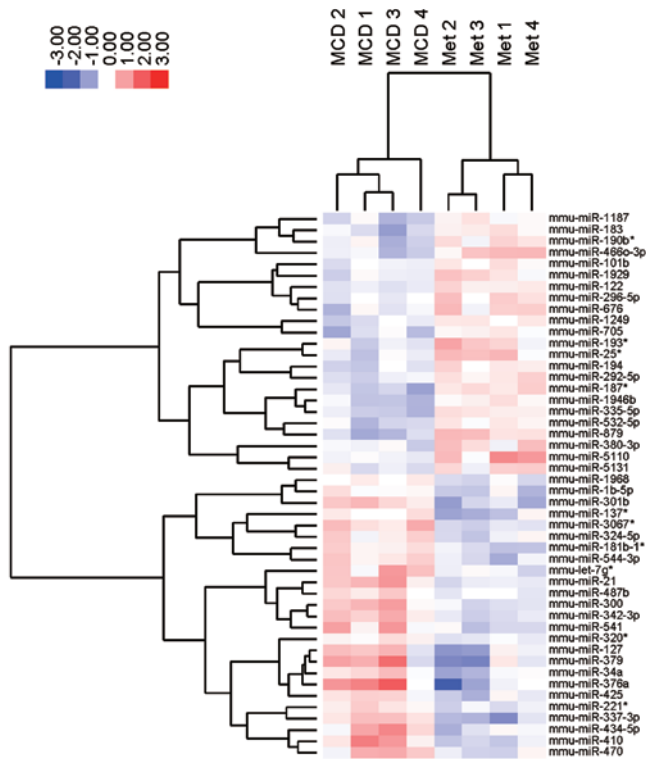 -3.00
-2.00
-1.00
0.00
1.00
2.00
3.00
MCD 2
MCD 1
MCD 3
MCD 4
Met 2
Met 3
Met 1
Met 4
mmu-miR-1187
mmu-miR-183
mmu-miR-190b*
mmu-miR-466o-3p
mmu-miR-101b
mmu-miR-1929
mmu-miR-122
mmu-miR-296-5p
mmu-miR-676
mmu-miR-1249
mmu-miR-705
mmu-miR-193*
mmu-miR-25*
mmu-miR-194
mmu-miR-292-5p
mmu-miR-187*
mmu-miR-1946b
mmu-miR-335-5p
mmu-miR-532-5p
mmu-miR-879
mmu-miR-380-3p
mmu-miR-5110
mmu-miR-5131
mmu-miR-1968
mmu-miR-1b-5p
mmu-miR-301b
mmu-miR-137*
mmu-miR-3067*
mmu-miR-324-5p
mmu-miR-181b-1*
mmu-miR-544-3p
mmu-let-7g*
mmu-miR-21
mmu-miR-487b
mmu-miR-300
mmu-miR-342-3p
mmu-miR-541
mmu-miR-320*
mmu-miR-127
mmu-miR-379
mmu-miR-34a
mmu-miR-376a
mmu-miR-425
mmu-miR-221*
mmu-miR-337-3p
mmu-miR-434-5p
mmu-miR-410
mmu-miR-470